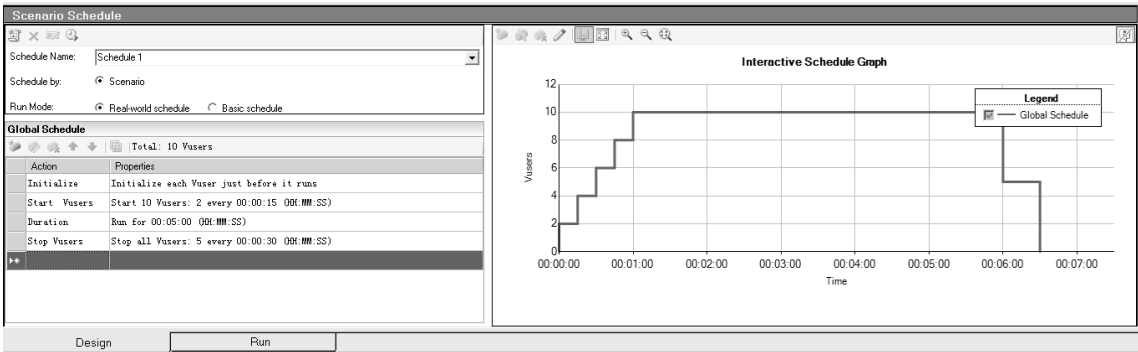 Scenario Schedule
Schedule Name: Schedule 1
Schedule by: Scenario
Run Mode: Real-world schedule Basic schedule
Global Schedule
Total: 10 Vusers
Action Properties
Initialize Initialize each Vuser just before it runs
Start Vusers Start 10 Vusers: 2 every 00:00:15 (HH:MM:SS)
Duration Run for 00:05:00 (HH:MM:SS)
Stop Vusers Stop all Vusers: 5 every 00:00:30 (HH:MM:SS)
Interactive Schedule Graph
12
10
8
6
4
2
0
Vusers
Legend
Global Schedule
00:00:00 00:01:00 00:02:00 00:03:00 00:04:00 00:05:00 00:06:00 00:07:00
Time
Design Run